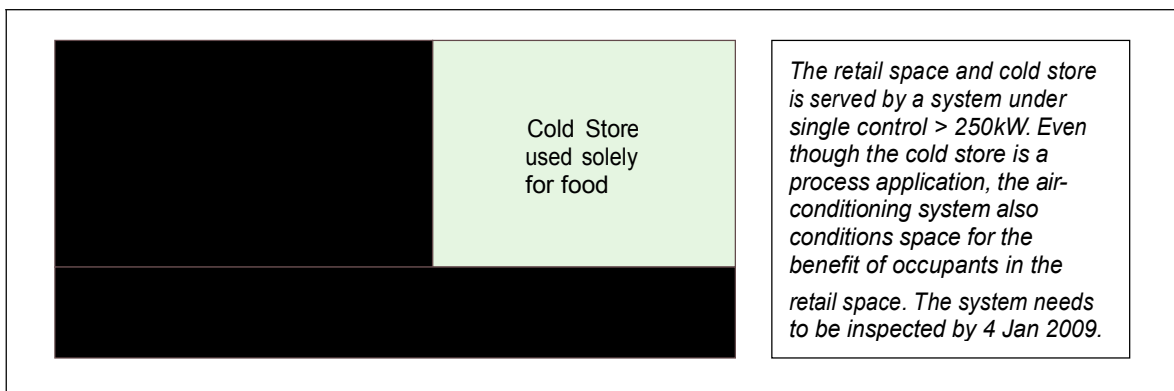 Cold Store
used solely
for food
The retail space and cold store
is served by a system under
single control > 250kW. Even
though the cold store is a
process application, the air-
conditioning system also
conditions space for the
benefit of occupants in the
retail space. The system needs
to be inspected by 4 Jan 2009.